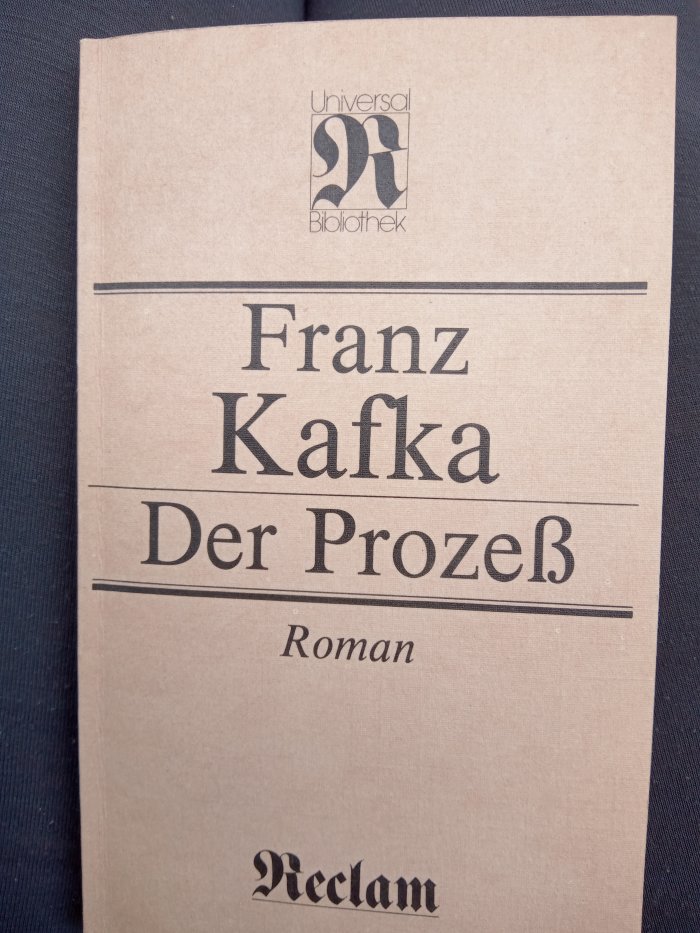 Universal
R
Bibliothek
Franz
Kafka
Der Prozeß
Roman
Reclam